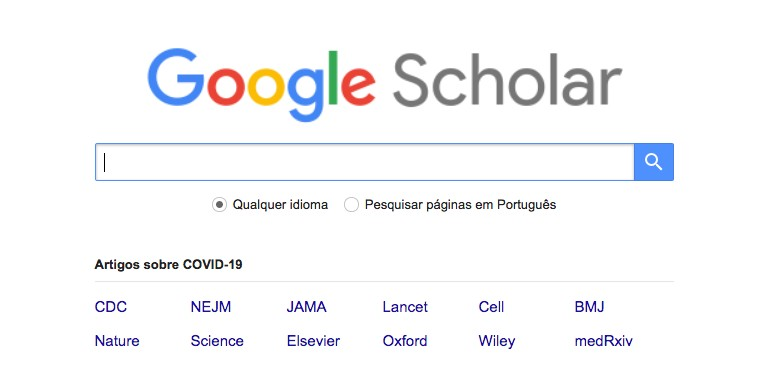 Google Scholar
Qualquer idioma Pesquisar páginas em Português
Artigos sobre COVID-19
CDC NEJM JAMA Lancet Cell BMJ
Nature Science Elsevier Oxford Wiley medRxiv